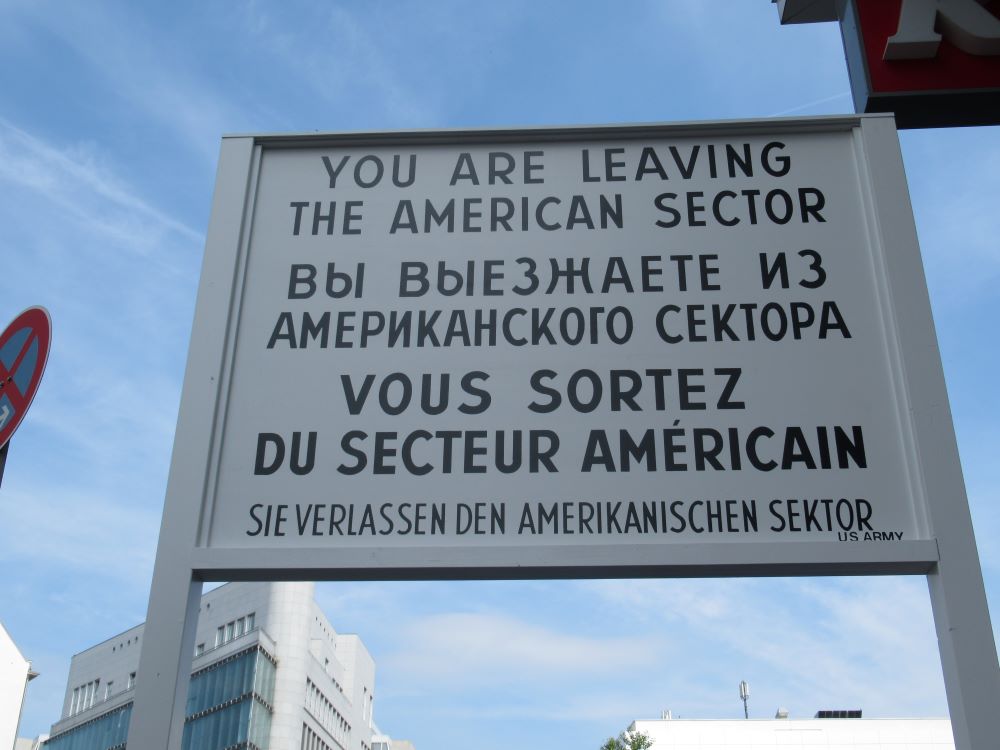 YOU ARE LEAVING
THE AMERICAN SECTOR
ВЫ ВЫЕЗЖАЕТЕ ИЗ
АМЕРИКАНСКОГО СЕКТОРА
VOUS SORTEZ
DU SECTEUR AMÉRICAIN
SIE VERLASSEN DEN AMERIKANISCHEN SEKTOR
US ARMY